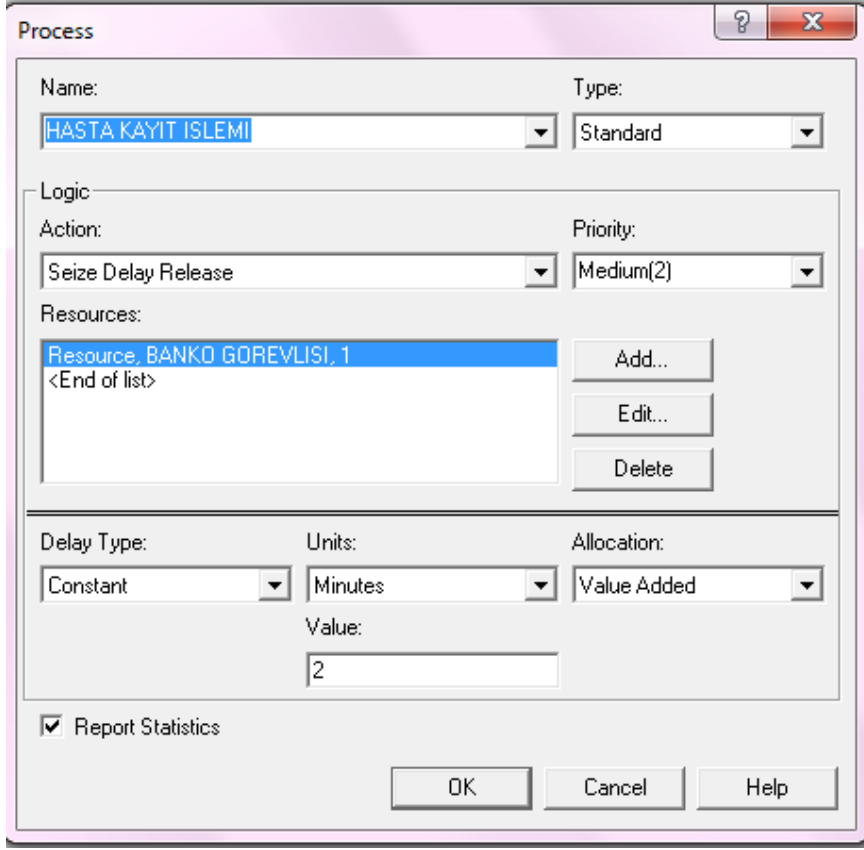 Process
Name: Type:
HASTA KAYIT ISLEMI Standard
Logic
Action: Priority:
Seize Delay Release Medium(2)
Resources:
Resource, BANKO GOREVLISI, 1
<End of list>
Add...
Edit...
Delete
Delay Type: Units: Allocation:
Constant Minutes Value Added
Value:
2
Report Statistics
OK Cancel Help